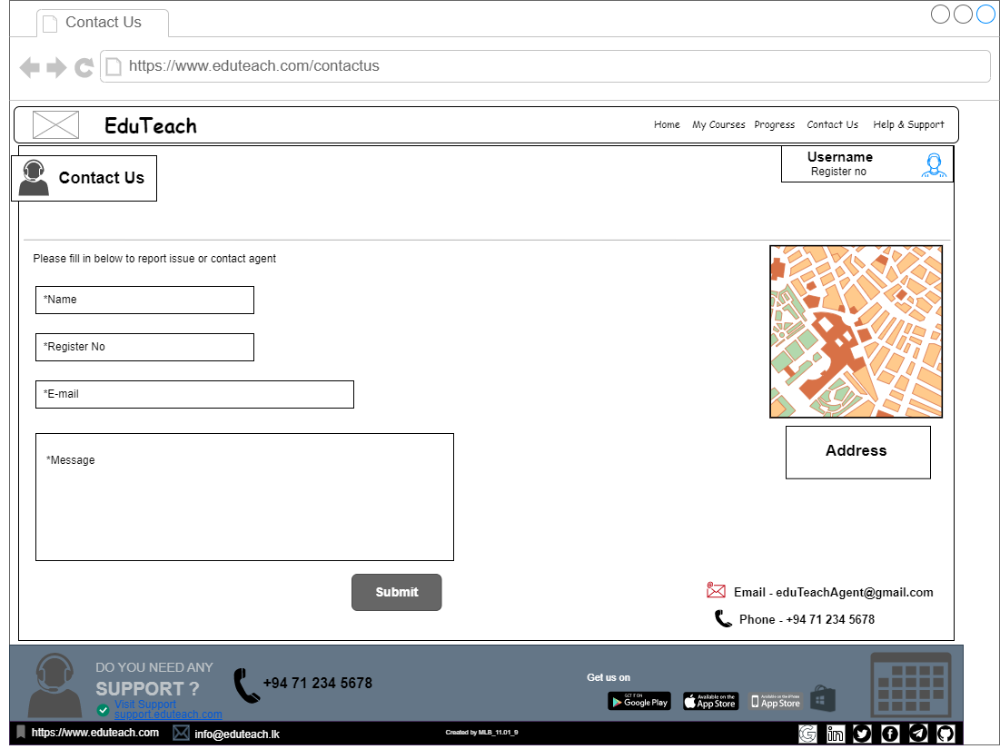 Contact Us
https://www.eduteach.com/contactus
EduTeach
Home My Courses Progress Contact Us Help & Support
Contact Us
Username
Register no
Please fill in below to report issue or contact agent
*Name
*Register No
*E-mail
*Message
Submit
Address
Email - eduTeachAgent@gmail.com
Phone - +94 71 234 5678
DO YOU NEED ANY
SUPPORT ?
Visit Support
support.eduteach.com
+94 71 234 5678
Get us on
GET IT ON
Google Play
Available on the
App Store
Available on the iPhone
App Store
https://www.eduteach.com
info@eduteach.lk
Created by MLB_11.01_9